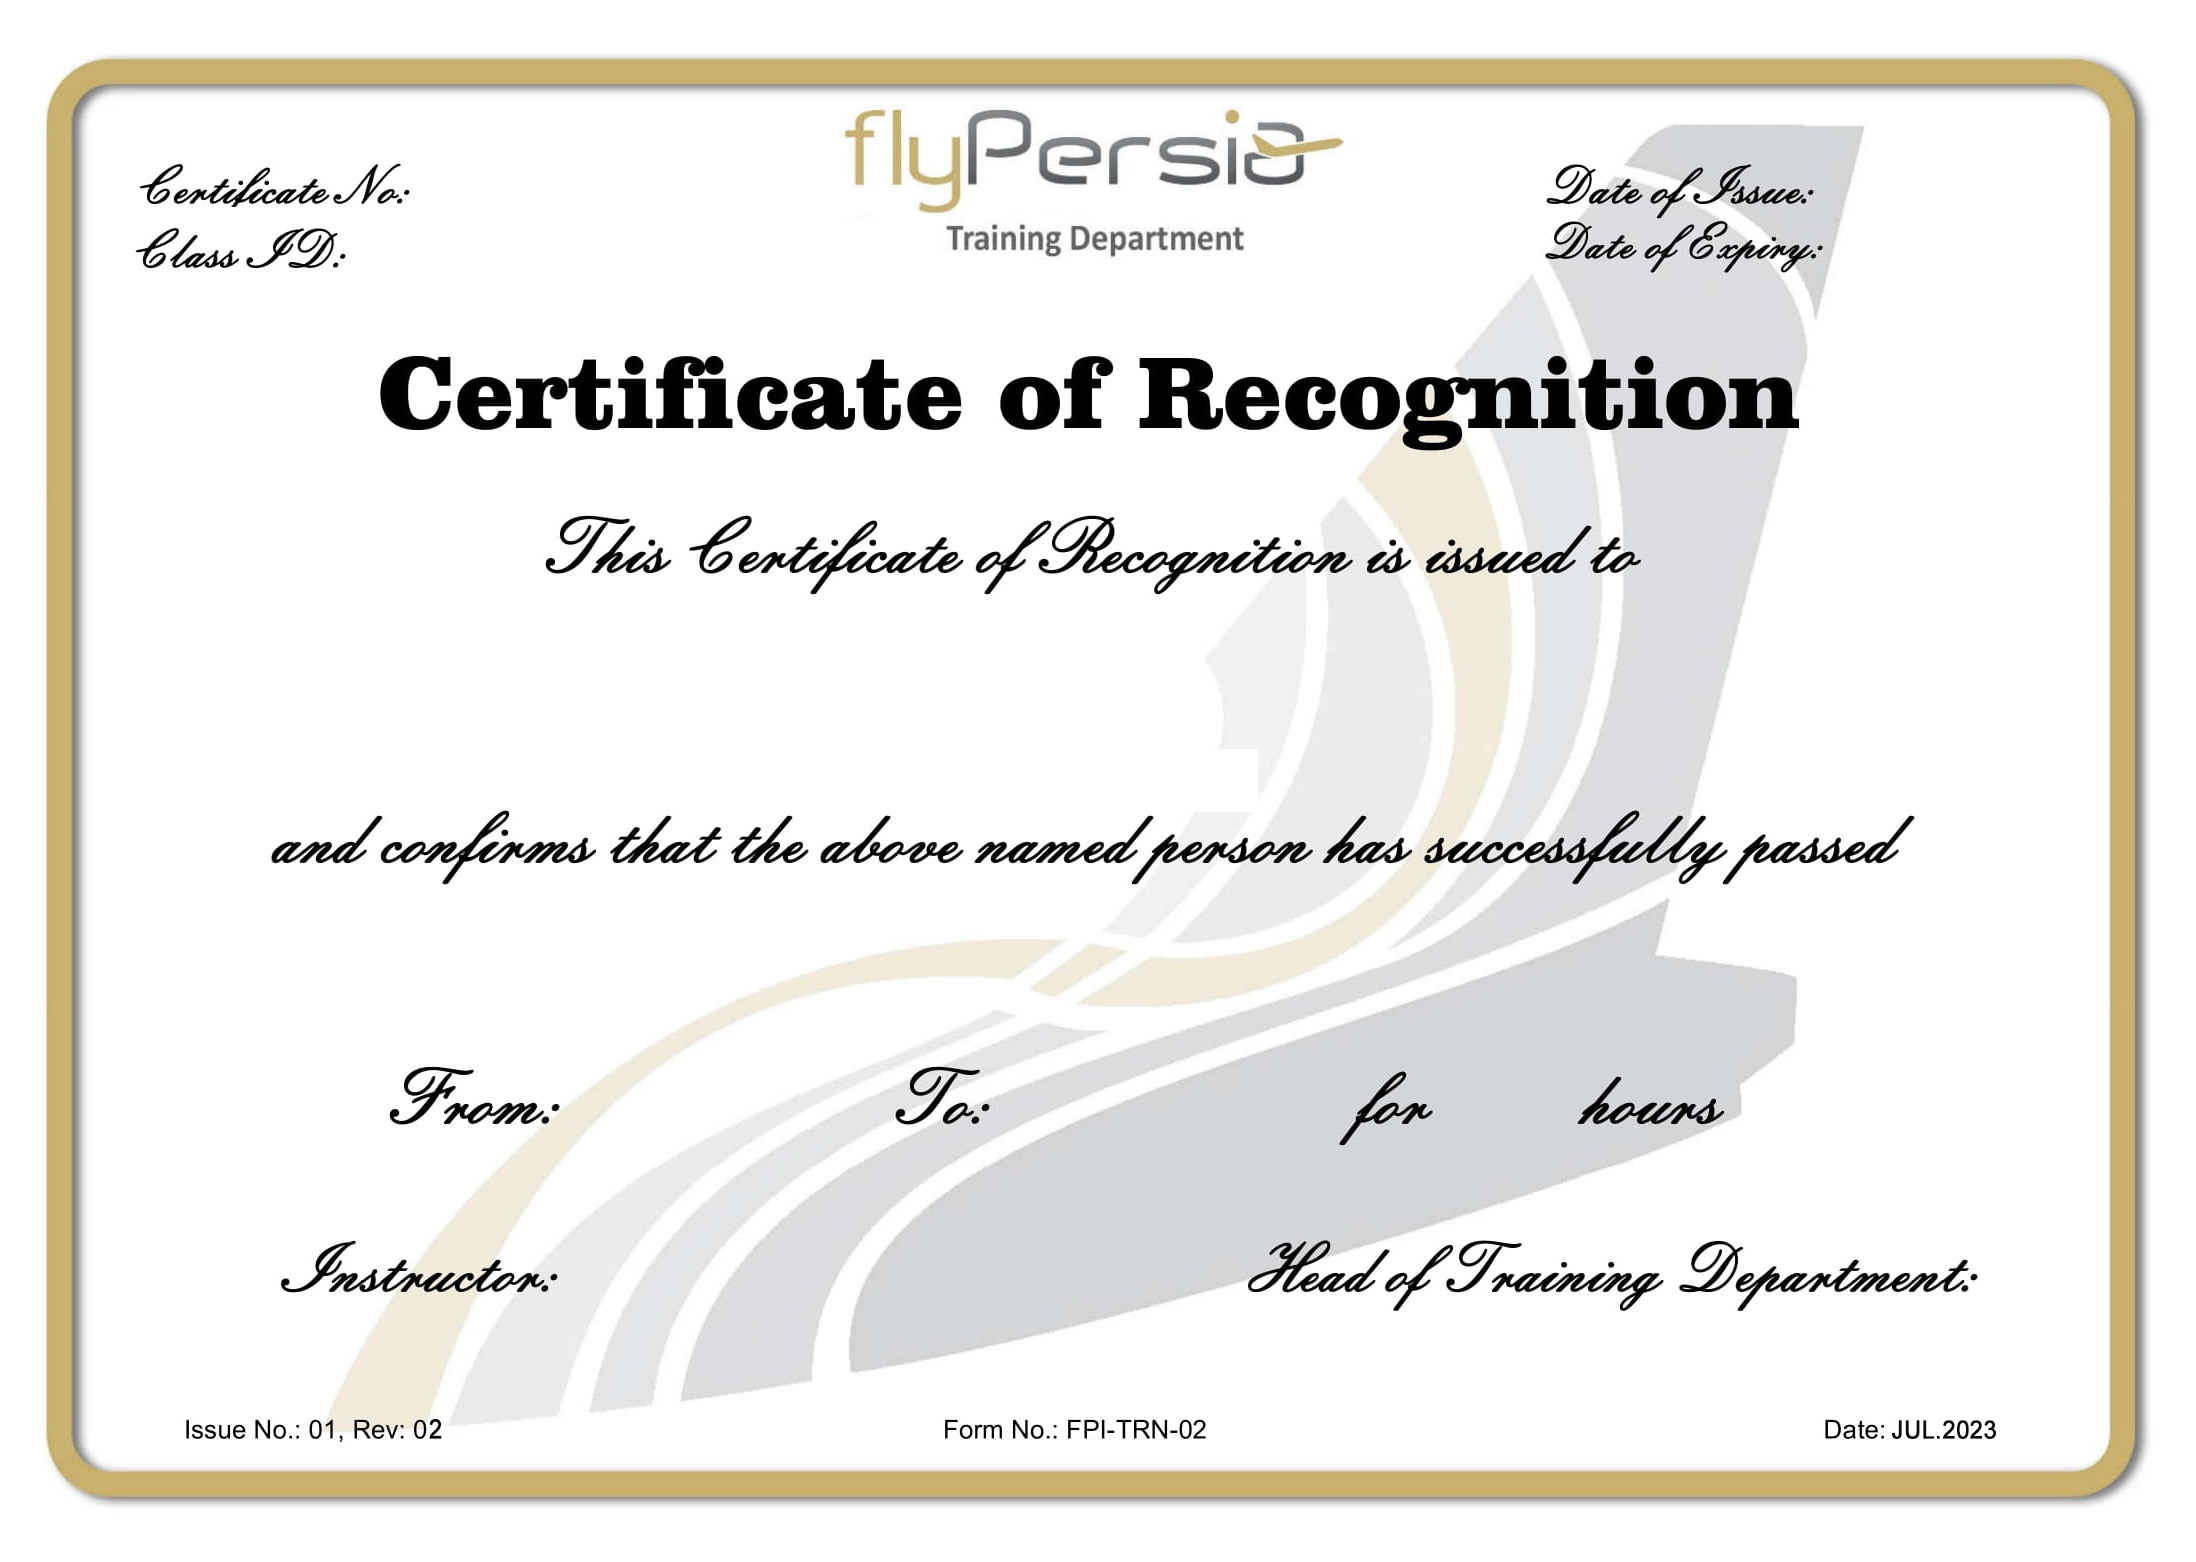 flyPersia
Training Department
Certificate No:
Class ID:
Date of Issue:
Date of Expiry:
Certificate of Recognition
This Certificate of Recognition is issued to
and confirms that the above named person has successfully passed
From: To: for hours
Instructor: Head of Training Department:
Issue No.: 01, Rev: 02 Form No.: FPI-TRN-02 Date: JUL.2023